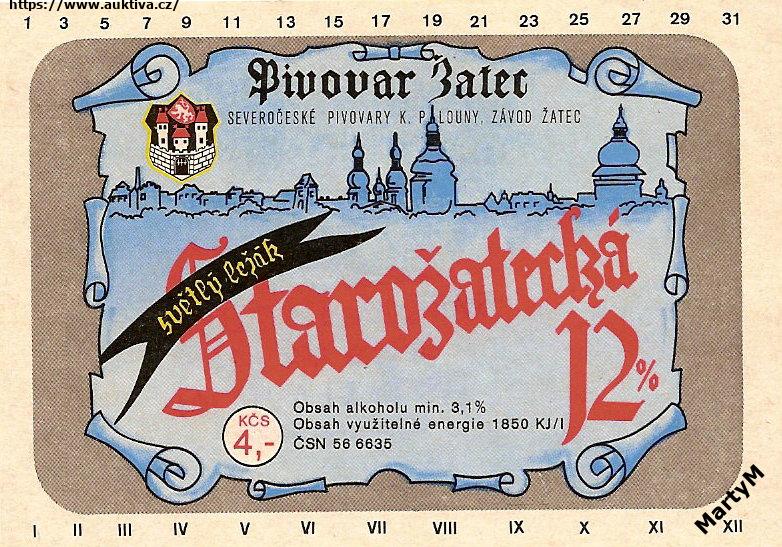 https://www.auktiva.cz/
1 3 5 7 9 11 13 15 17 19 21 23 25 27 29 31
Pivovar Žatec
SEVEROČESKÉ PIVOVARY K. P. LOUNY, ZÁVOD ŽATEC
světlý ležák
Starožatecká
12%
KČS
4,-
Obsah alkoholu min. 3,1%
Obsah využitelné energie 1850 KJ/l
ČSN 56 6635
MartyM
I II III IV V VI VII VIII IX X XI XII